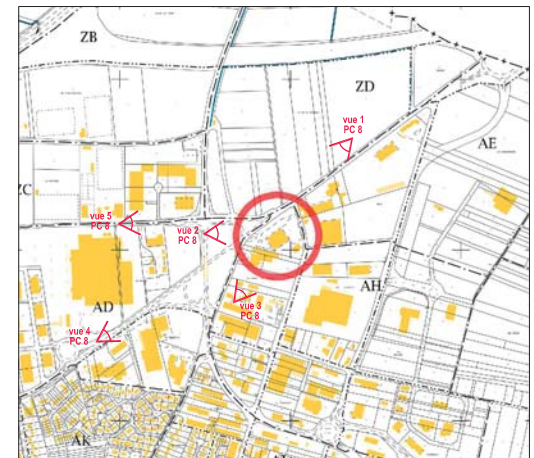 ZB
ZD
vue 1
PC 8
AE
ZC
vue 5
PC 8
vue 2
PC 8
AD
AH
vue 3
PC 8
vue 4
PC 8
AK